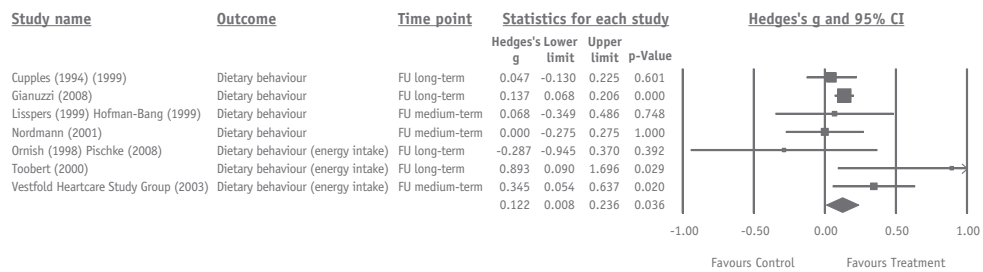 Study name Outcome Time point Statistics for each study Hedges's g and 95% CI
Hedges's Lower Upper
g limit limit p-Value
Cupples (1994) (1999) Dietary behaviour FU long-term 0.047 -0.130 0.225 0.601
Gianuzzi (2008) Dietary behaviour FU long-term 0.137 0.068 0.206 0.000
Lisspers (1999) Hofman-Bang (1999) Dietary behaviour FU medium-term 0.068 -0.349 0.486 0.748
Nordmann (2001) Dietary behaviour FU medium-term 0.000 -0.275 0.275 1.000
Ornish (1998) Pischke (2008) Dietary behaviour (energy intake) FU long-term -0.287 -0.945 0.370 0.392
Toobert (2000) Dietary behaviour (energy intake) FU long-term 0.893 0.090 1.696 0.029
Vestfold Heartcare Study Group (2003) Dietary behaviour (energy intake) FU medium-term 0.345 0.054 0.637 0.020
0.122 0.008 0.236 0.036
-1.00 -0.50 0.00 0.50 1.00
Favours Control Favours Treatment